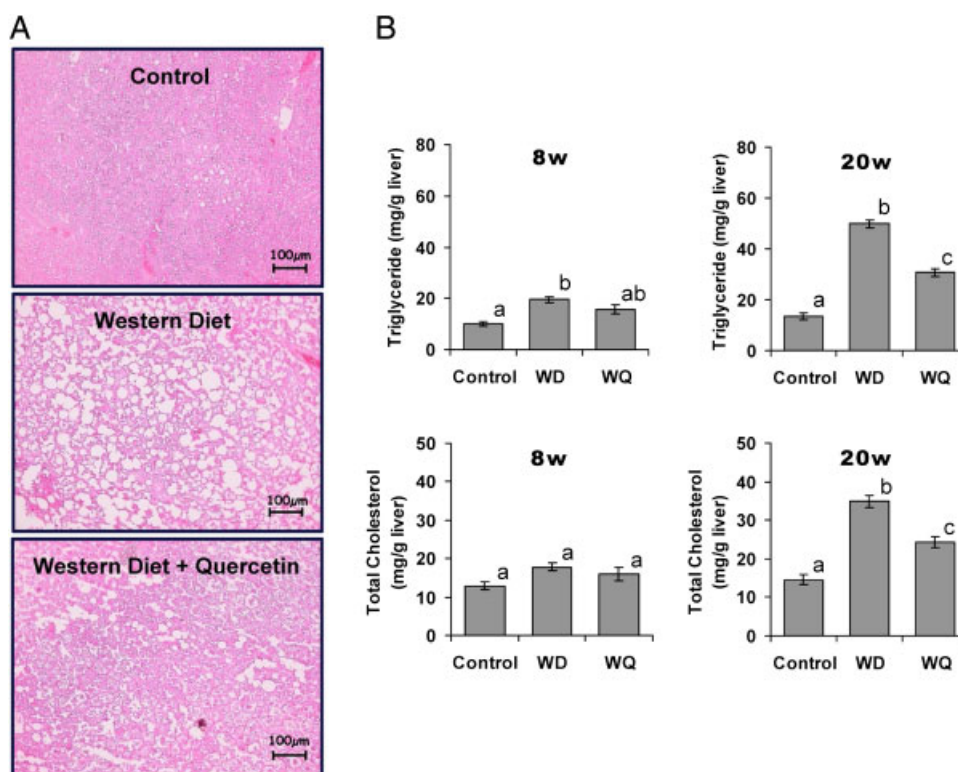 A
Control
100µm
Western Diet
100µm
Western Diet + Quercetin
100µm
B
8w
Triglyceride (mg/g liver)
80
60
40
20
0
a
b
ab
Control WD WQ
20w
Triglyceride (mg/g liver)
80
60
40
20
0
a
b
c
Control WD WQ
8w
Total Cholesterol
(mg/g liver)
50
40
30
20
10
0
a
a
a
Control WD WQ
20w
Total Cholesterol
(mg/g liver)
50
40
30
20
10
0
a
b
c
Control WD WQ